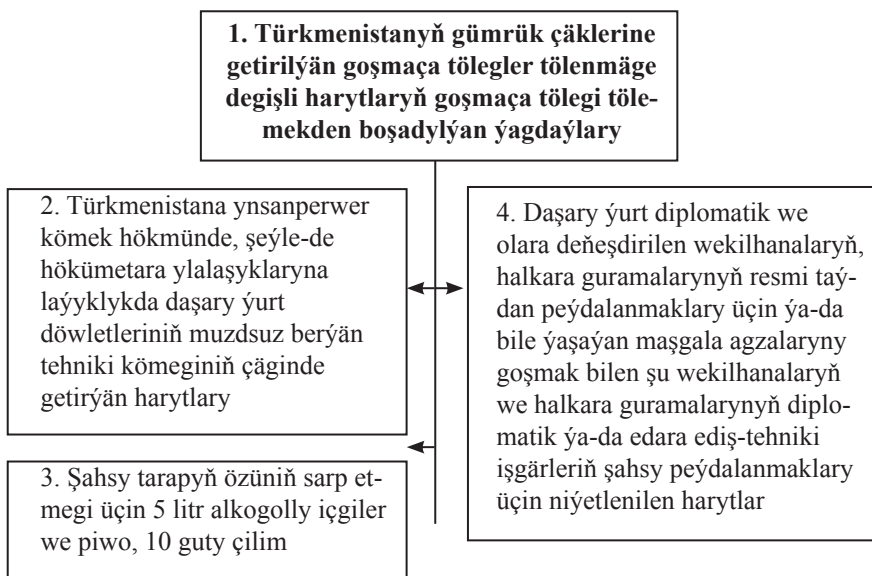 1. Türkmenistanyň gümrük çäklerine
getirilýän goşmaça tölegler tölenmäge
degişli harytlaryň goşmaça tölegi töle-
mekden boşadylýan ýagdaýlary
2. Türkmenistana ynsanperwer
kömek hökmünde, şeýle-de
hökümetara ylalaşyklaryna
laýyklykda daşary ýurt
döwletleriniň muzdsuz berýän
tehniki kömeginiň çäginde
getirýän harytlary
3. Şahsy tarapyň özüniň sarp et-
megi üçin 5 litr alkogolly içgiler
we piwo, 10 guty çilim
4. Daşary ýurt diplomatik we
olara deňeşdirilen wekilhanalaryň,
halkara guramalarynyň resmi taý-
dan peýdalanmaklary üçin ýa-da
bile ýaşaýan maşgala agzalaryny
goşmak bilen şu wekilhanalaryň
we halkara guramalarynyň diplo-
matik ýa-da edara ediş-tehniki
işgärleriň şahsy peýdalanmaklary
üçin niýetlenilen harytlar